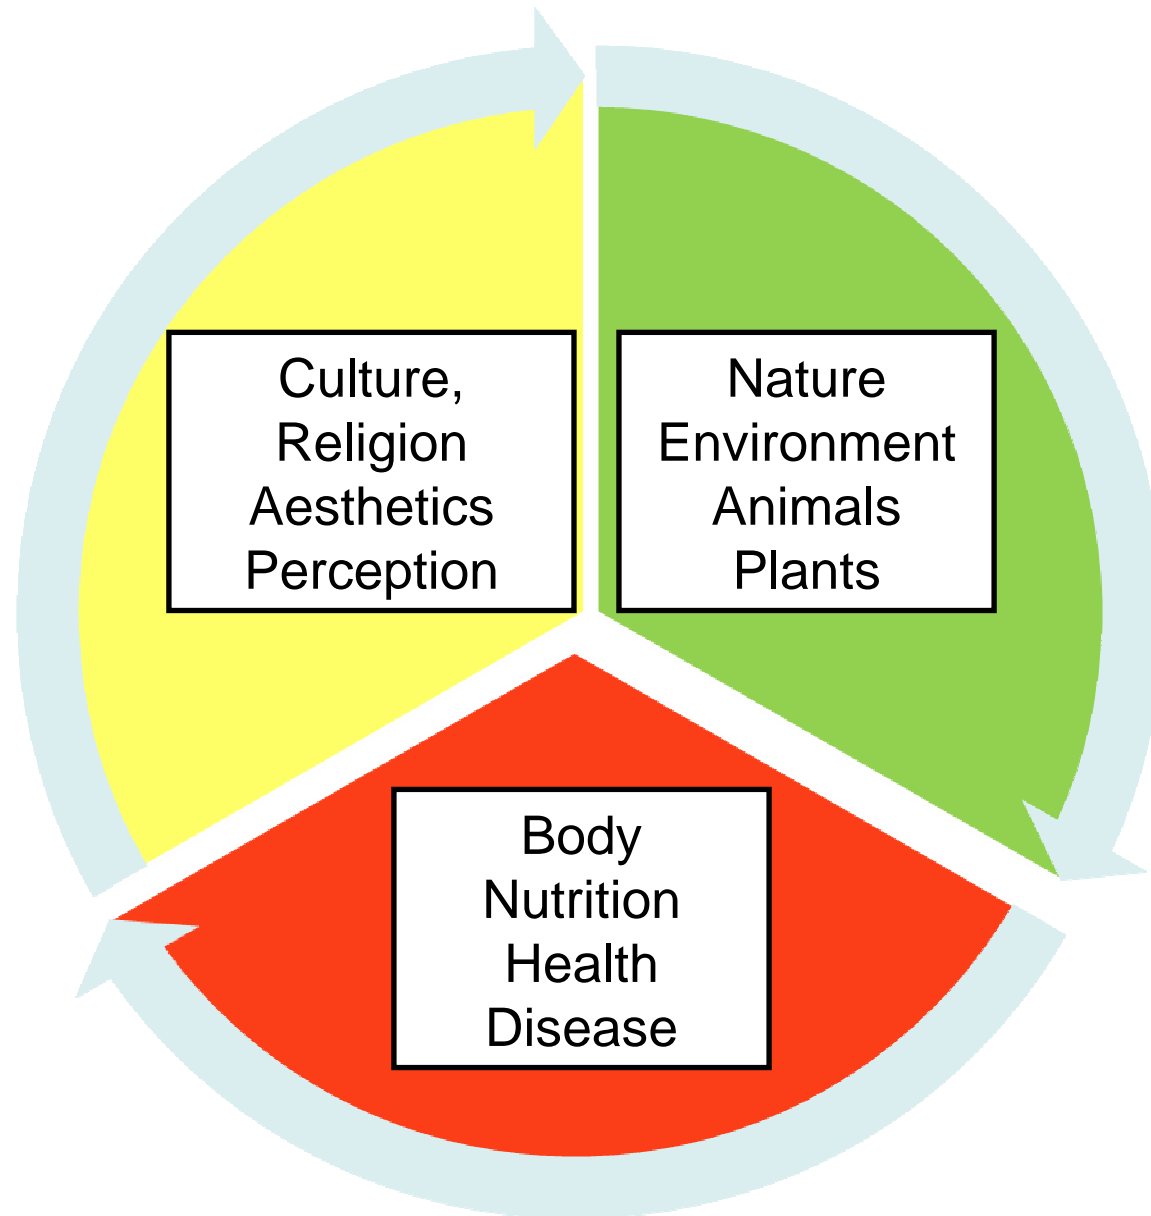 Culture,
Religion
Aesthetics
Perception
Nature
Environment
Animals
Plants
Body
Nutrition
Health
Disease